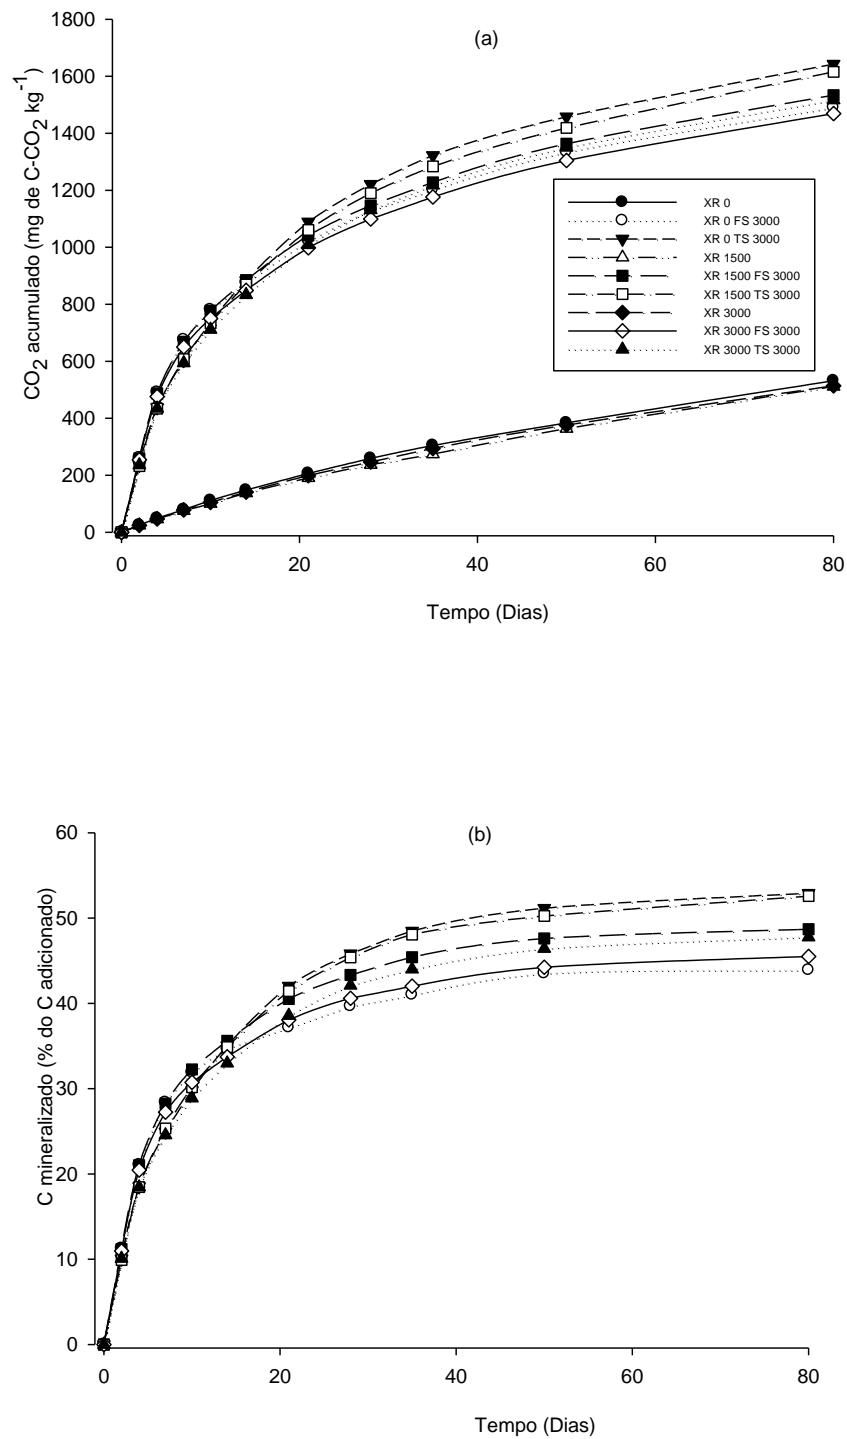 (a)
CO2 acumulado (mg de C-CO2 kg-1)
1800
1600
1400
1200
1000
800
600
400
200
0
XR 0
XR 0 FS 3000
XR 0 TS 3000
XR 1500
XR 1500 FS 3000
XR 1500 TS 3000
XR 3000
XR 3000 FS 3000
XR 3000 TS 3000
0 20 40 60 80
Tempo (Dias)
(b)
C mineralizado (% do C adicionado)
60
50
40
30
20
10
0
0 20 40 60 80
Tempo (Dias)